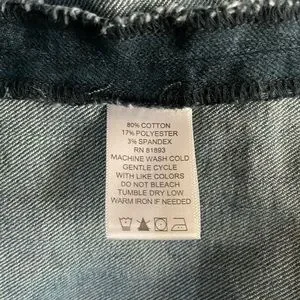 80% COTTON
17% POLYESTER
3% SPANDEX
RN 81893
MACHINE WASH COLD
GENTLE CYCLE
WITH LIKE COLORS
DO NOT BLEACH
TUMBLE DRY LOW
WARM IRON IF NEEDED